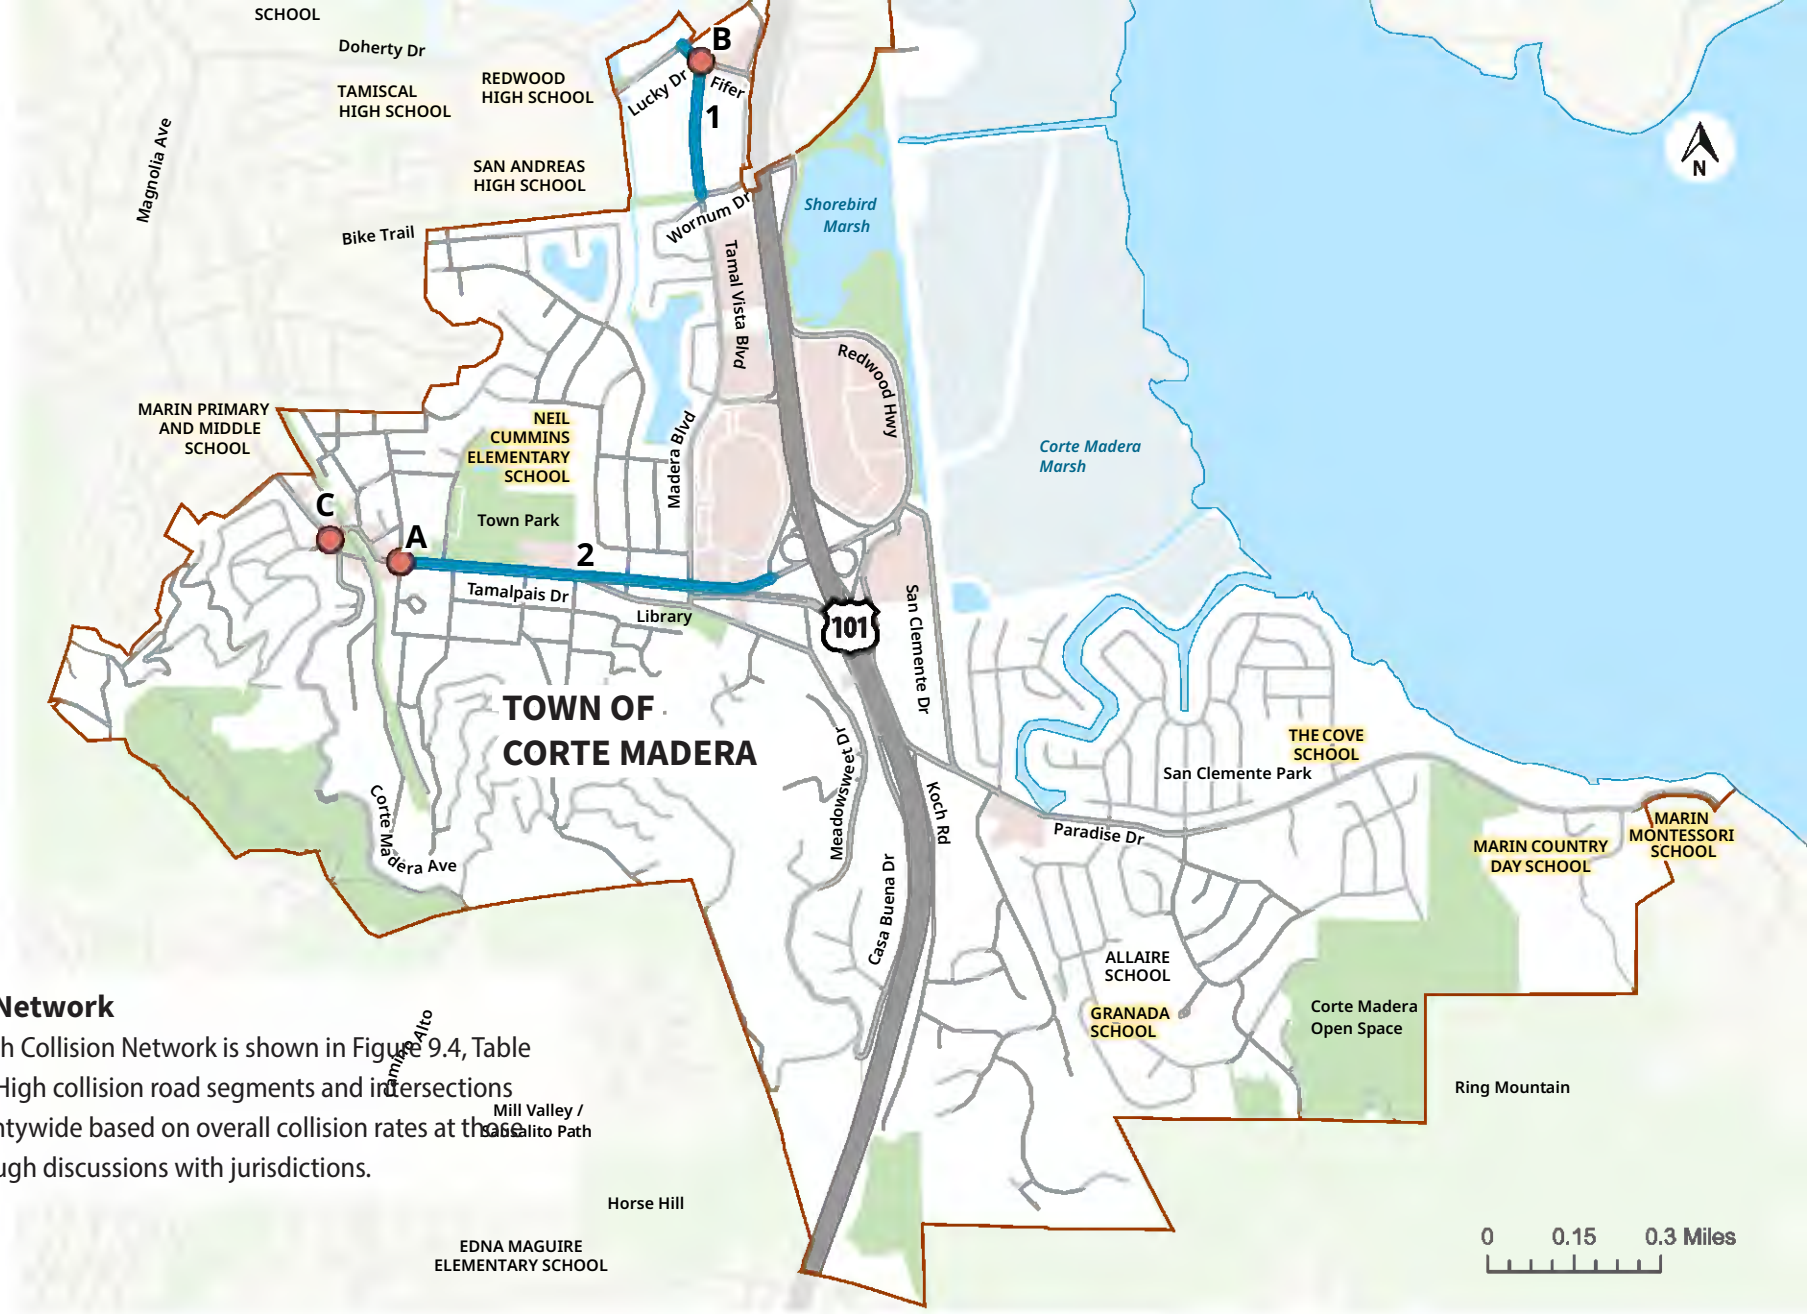 SCHOOL
Doherty Dr
TAMISCAL
HIGH SCHOOL
REDWOOD
HIGH SCHOOL
B
Lucky Dr
Fifer
1
Magnolia Ave
SAN ANDREAS
HIGH SCHOOL
N
Bike Trail
Wornum Dr
Shorebird
Marsh
Tamal Vista Blvd
Redwood Hwy
MARIN PRIMARY
AND MIDDLE
SCHOOL
NEIL
CUMMINS
ELEMENTARY
SCHOOL
Madera Blvd
Corte Madera
Marsh
C
Town Park
A
2
Tamalpais Dr
Library
101
San Clemente Dr
TOWN OF
CORTE MADERA
THE COVE
SCHOOL
San Clemente Park
Meadowsweet Dr
Koch Rd
Corte Madera Ave
Paradise Dr
MARIN
MONTESSORI
SCHOOL
MARIN COUNTRY
DAY SCHOOL
Casa Buena Dr
ALLAIRE
SCHOOL
GRANADA
SCHOOL
Corte Madera
Open Space
Network
h Collision Network is shown in Figure 9.4, Table
High collision road segments and intersections
ntywide based on overall collision rates at those
ugh discussions with jurisdictions.
amino Alto
Mill Valley /
Sausalito Path
Ring Mountain
Horse Hill
EDNA MAGUIRE
ELEMENTARY SCHOOL
0 0.15 0.3 Miles